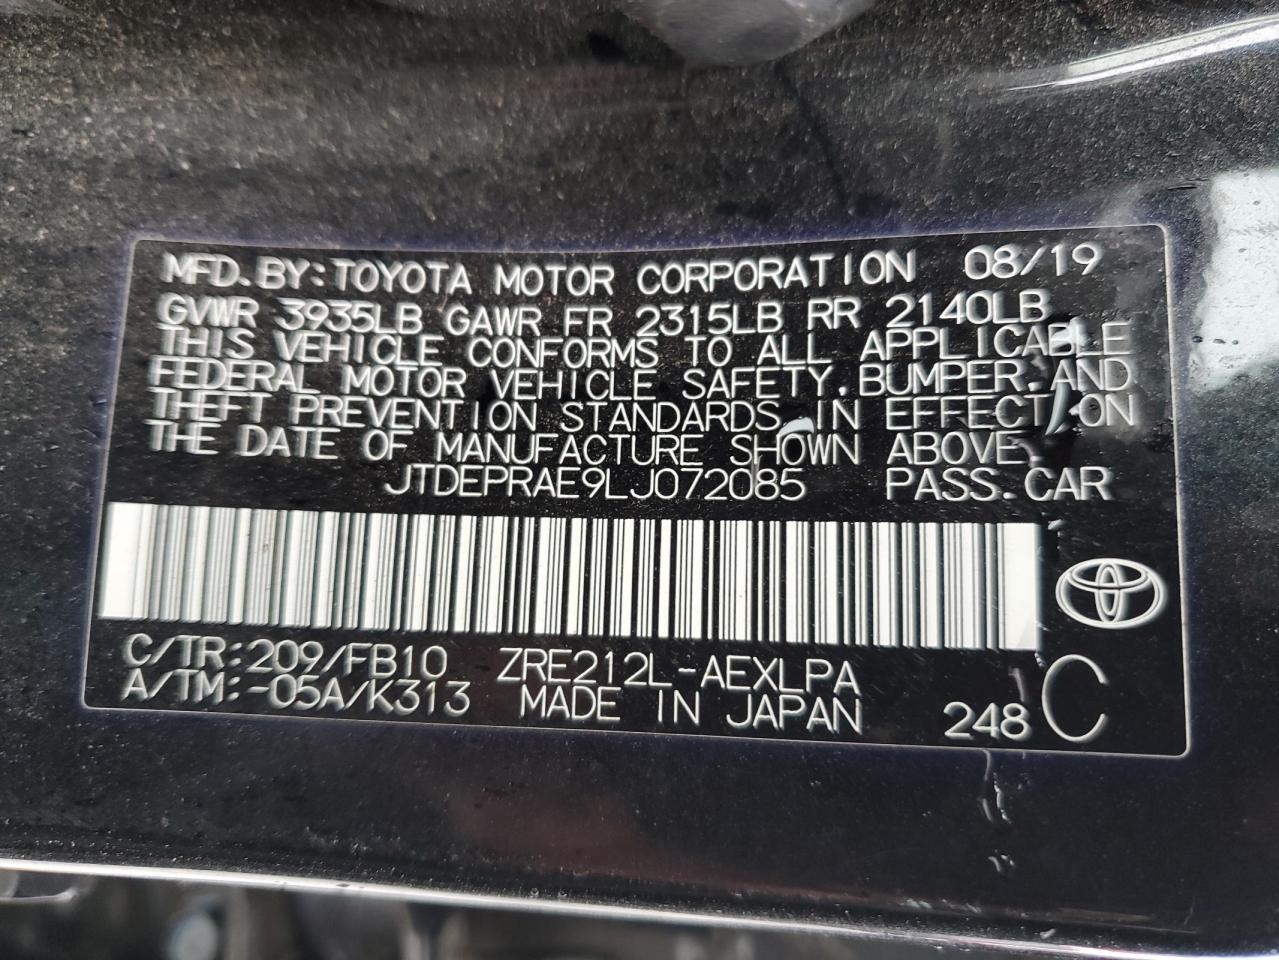 MFD.BY:TOYOTA MOTOR CORPORATION 08/19
GVWR 3935LB GAWR FR 2315LB RR 2140LB
THIS VEHICLE CONFORMS TO ALL APPLICABLE
FEDERAL MOTOR VEHICLE SAFETY,BUMPER,AND
THEFT PREVENTION STANDARDS IN EFFECT ON
THE DATE OF MANUFACTURE SHOWN ABOVE.
JTDEPRAE9LJ072085 PASS.CAR
C/TR:209/FB10 ZRE212L-AEXLPA
A/TM:-05A/K313 MADE IN JAPAN 248 C